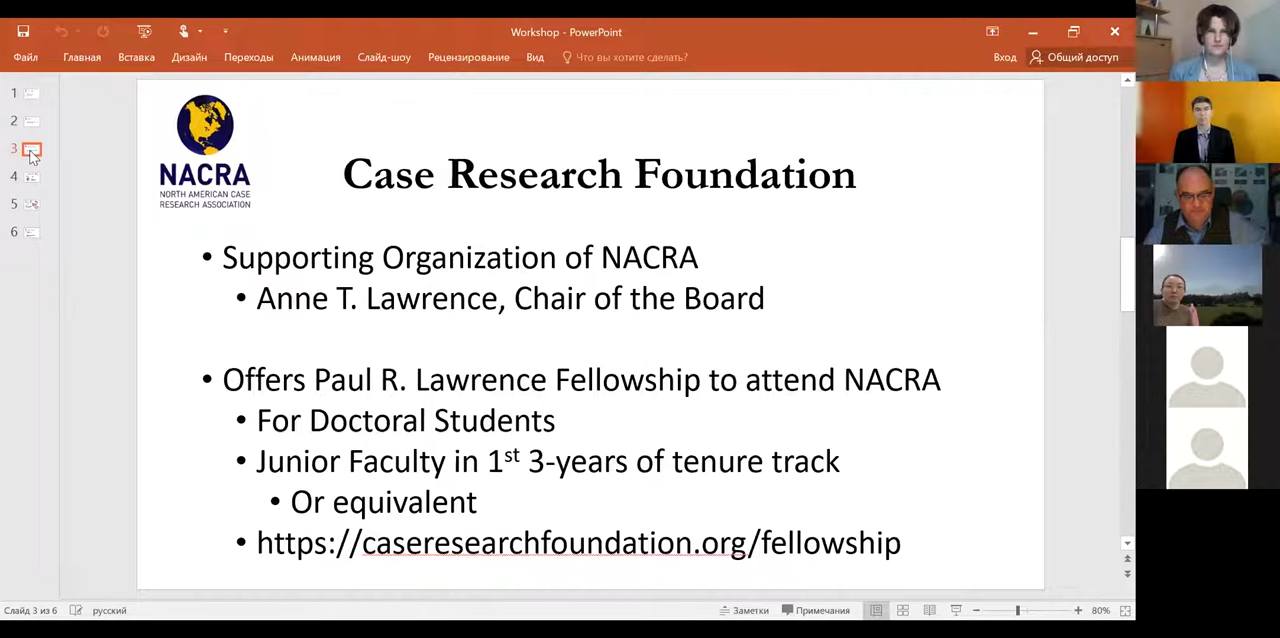 Workshop - PowerPoint
Файл Главная Вставка Дизайн Переходы Анимация Слайд-шоу Рецензирование Вид Что вы хотите сделать? Вход Общий доступ
1
2
3
4
5
6
NACRA
NORTH AMERICAN CASE
RESEARCH ASSOCIATION
Case Research Foundation
• Supporting Organization of NACRA
• Anne T. Lawrence, Chair of the Board
• Offers Paul R. Lawrence Fellowship to attend NACRA
• For Doctoral Students
• Junior Faculty in 1st 3-years of tenure track
• Or equivalent
• https://caseresearchfoundation.org/fellowship
Слайд 3 из 6 русский Заметки Примечания 80%